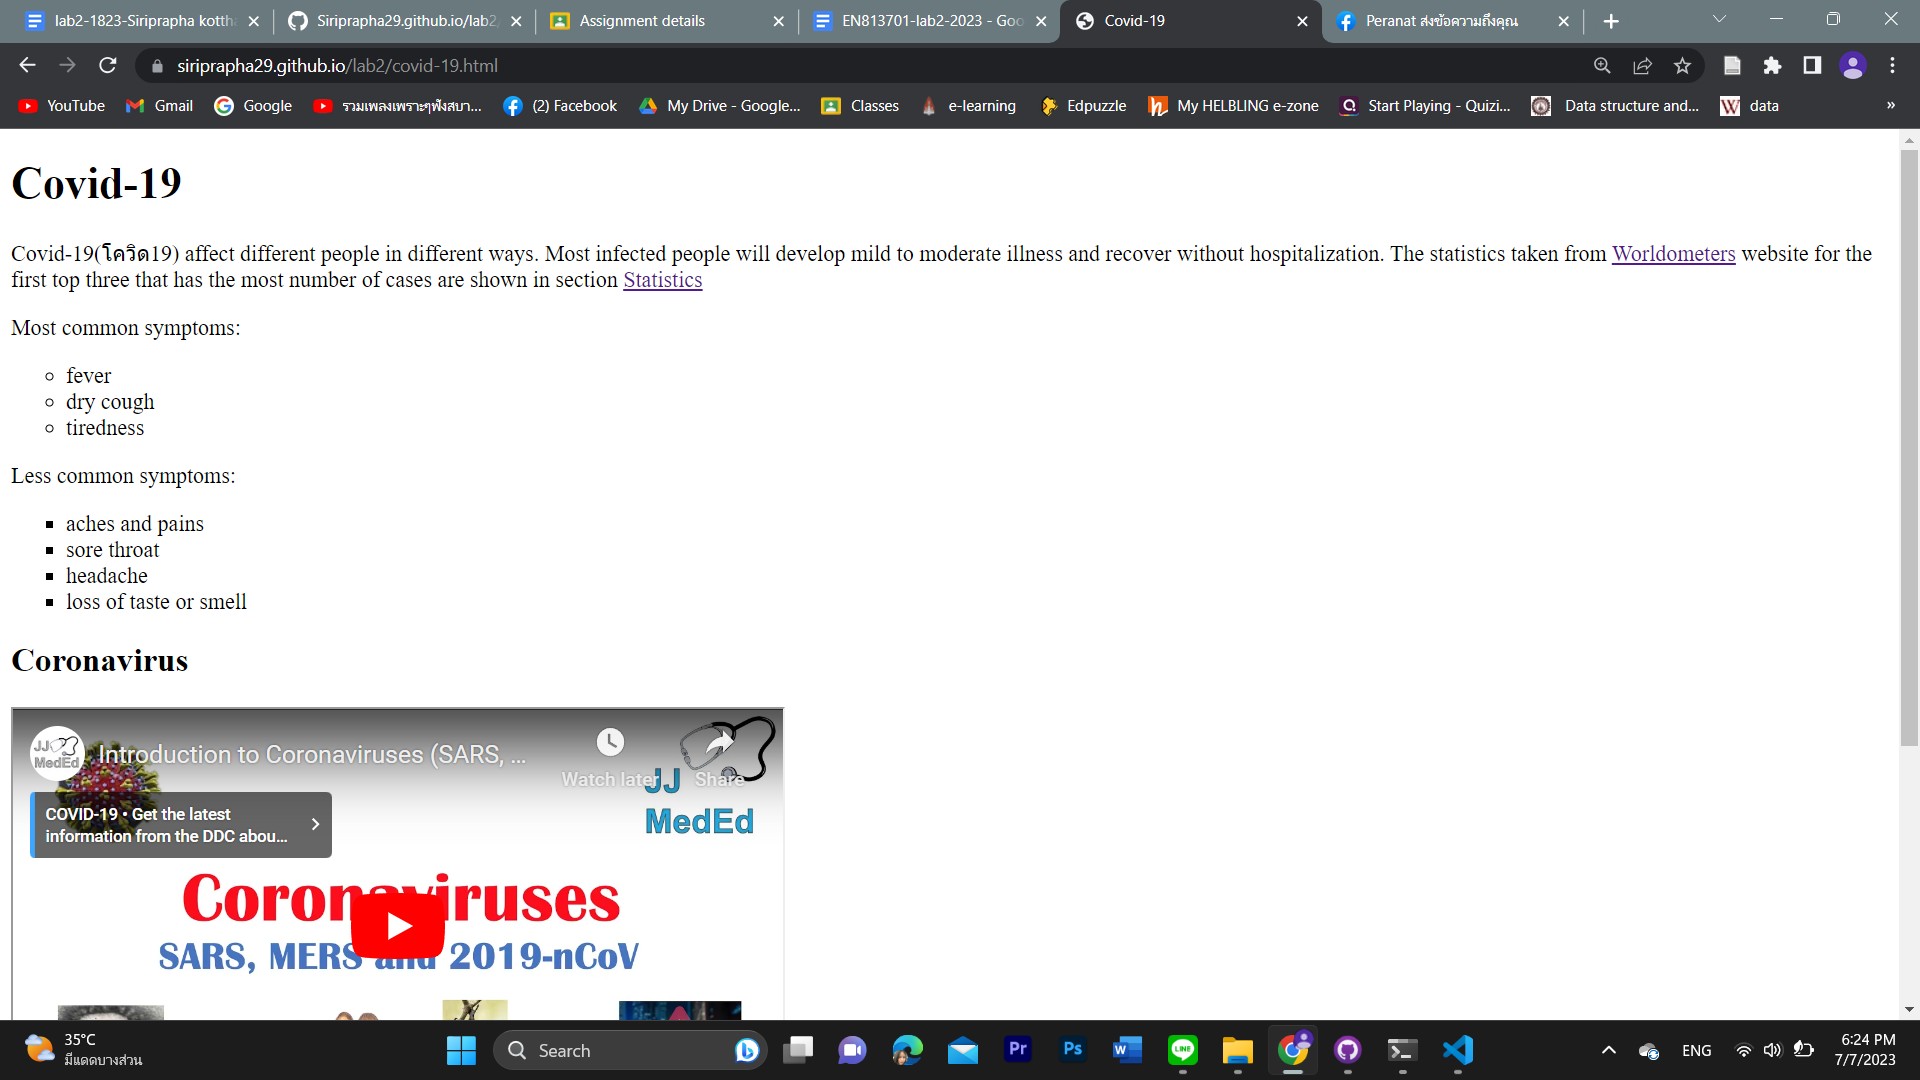 lab2-1823-Siriprapha kotth
Siriprapha29.github.io/lab2
Assignment details
EN813701-lab2-2023 - Goo
Covid-19
Peranat ส่งข้อความถึงคุณ
siriprapha29.github.io/lab2/covid-19.html
YouTube
Gmail
Google
รวมเพลงเพราะๆฟังสบา...
(2) Facebook
My Drive - Google...
Classes
e-learning
Edpuzzle
My HELBLING e-zone
Start Playing - Quizi...
Data structure and...
data
Covid-19
Covid-19(โควิด19) affect different people in different ways. Most infected people will develop mild to moderate illness and recover without hospitalization. The statistics taken from Worldometers website for the
first top three that has the most number of cases are shown in section Statistics
Most common symptoms:
fever
dry cough
tiredness
Less common symptoms:
aches and pains
sore throat
headache
loss of taste or smell
Coronavirus
JJ
MedEd
Introduction to Coronaviruses (SARS, ...
Watch later
Share
JJ
MedEd
COVID-19 • Get the latest
information from the DDC abou...
Coronaviruses
SARS, MERS and 2019-nCoV
35°C
มีแดดบางส่วน
Search
Pr
Ps
ENG
6:24 PM
7/7/2023